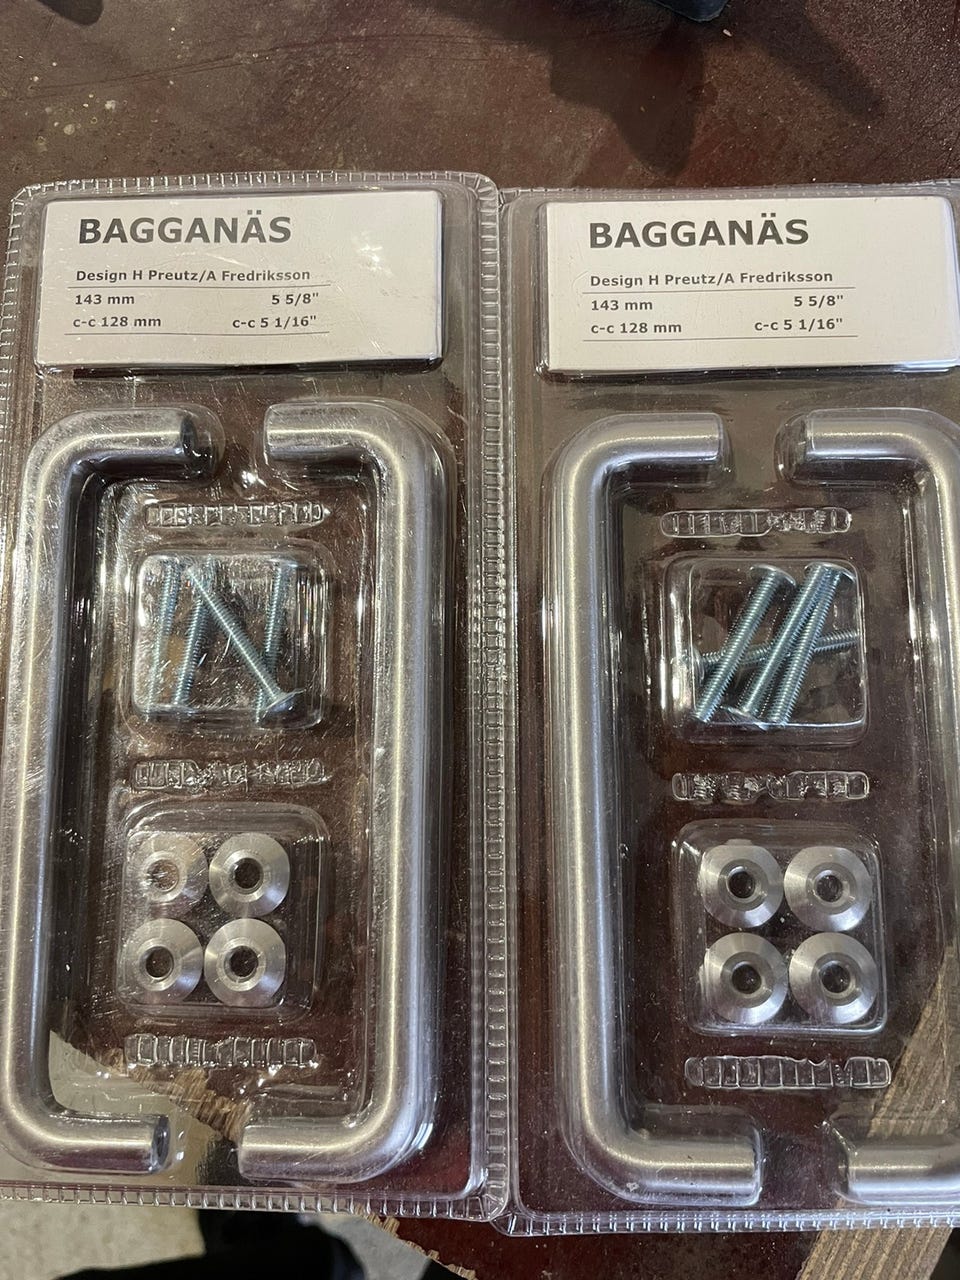 BAGGANÄS
Design H Preutz/A Fredriksson
143 mm 5 5/8"
c-c 128 mm c-c 5 1/16"
BAGGANÄS
Design H Preutz/A Fredriksson
143 mm 5 5/8"
c-c 128 mm c-c 5 1/16"